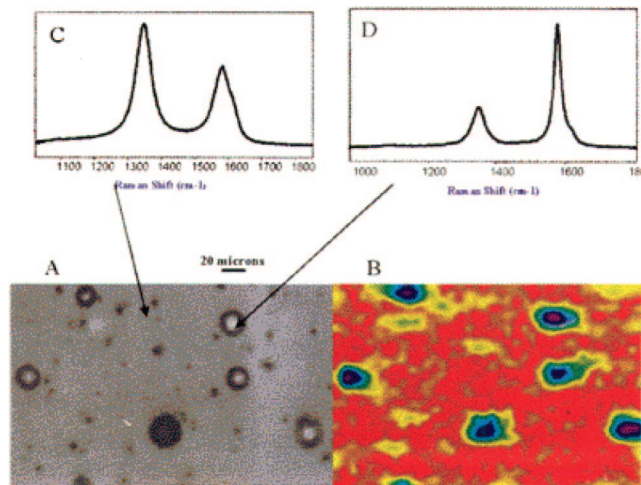 C
D
1100 1200 1300 1400 1500 1600 1700 1800
Raman Shift (cm-1)
1000 1200 1400 1600 18
Raman Shift (cm-1)
A
20 microns
B